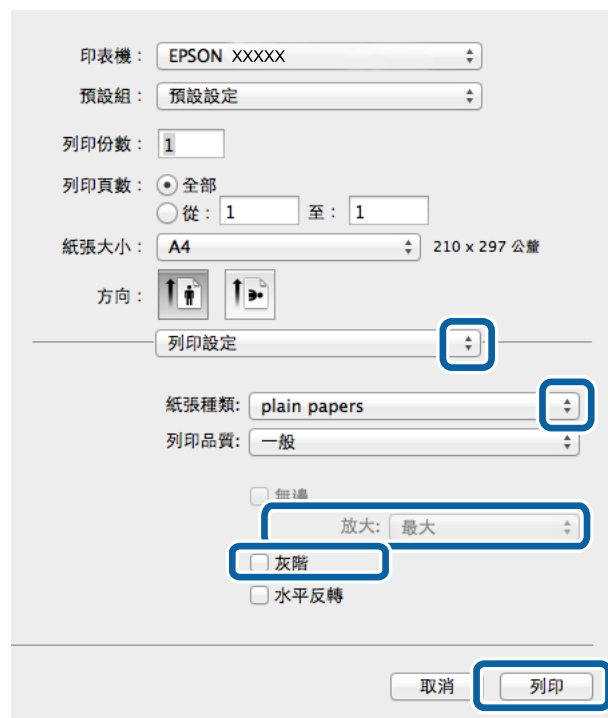 印表機： EPSON XXXXX
預設組： 預設設定
列印份數： 1
列印頁數： 全部
從： 1 至： 1
紙張大小： A4 210 x 297 公釐
方向：
列印設定
紙張種類: plain papers
列印品質: 一般
無邊
放大: 最大
灰階
水平反轉
取消 列印